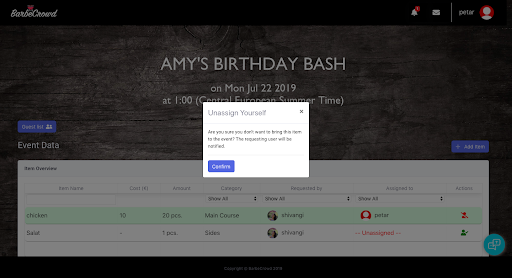 BarbeCrowd
petar
AMY'S BIRTHDAY BASH
on Mon Jul 22 2019
at 1:00 (Central European Summer Time)
Unassign Yourself ×
Are you sure you don't want to bring this item
to the event? The requesting user will be
notified.
Confirm
Guest list
Event Data
+ Add Item
Item Overview
Item name Cost (€) Amount Category Requested by Assigned to Actions
Show All Show All Show All
chicken 10 20 pcs. Main Course shivangi petar
Salat - 1 pcs. Sides shivangi -- Unassigned --
Copyright © BarbeCrowd 2019